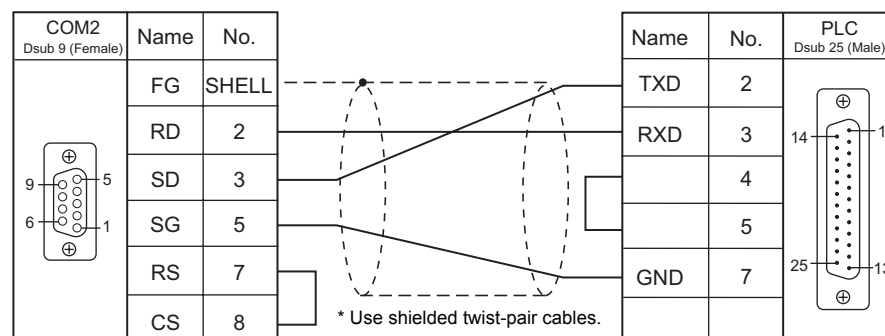 COM2
Dsub 9 (Female)
Name No.
FG SHELL
RD 2
SD 3
SG 5
RS 7
CS 8
9
5
6
1
* Use shielded twist-pair cables.
Name No.
PLC
Dsub 25 (Male)
TXD 2
RXD 3
4
5
GND 7
14
1
25
13